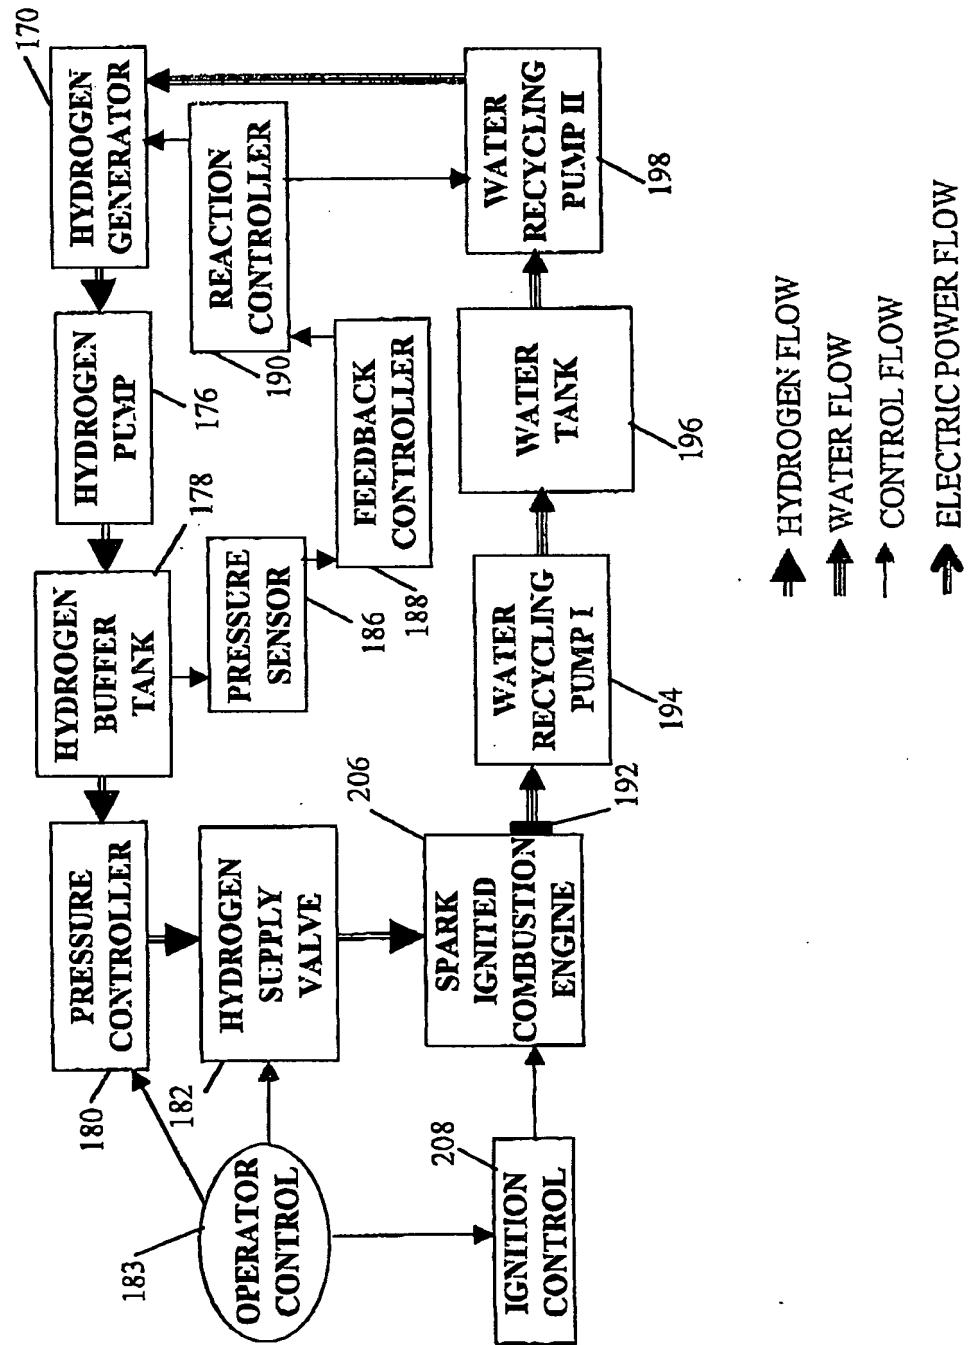 170
HYDROGEN
GENERATOR
HYDROGEN
PUMP
176
HYDROGEN
BUFFER
TANK
178
PRESSURE
CONTROLLER
180
REACTION
CONTROLLER
190
FEEDBACK
CONTROLLER
188
PRESSURE
SENSOR
186
HYDROGEN
SUPPLY
VALVE
182
OPERATOR
CONTROL
183
WATER
RECYCLING
PUMP II
198
WATER
TANK
196
WATER
RECYCLING
PUMP I
194
192
206
SPARK
IGNITED
COMBUSTION
ENGINE
208
IGNITION
CONTROL
HYDROGEN FLOW
WATER FLOW
CONTROL FLOW
ELECTRIC POWER FLOW